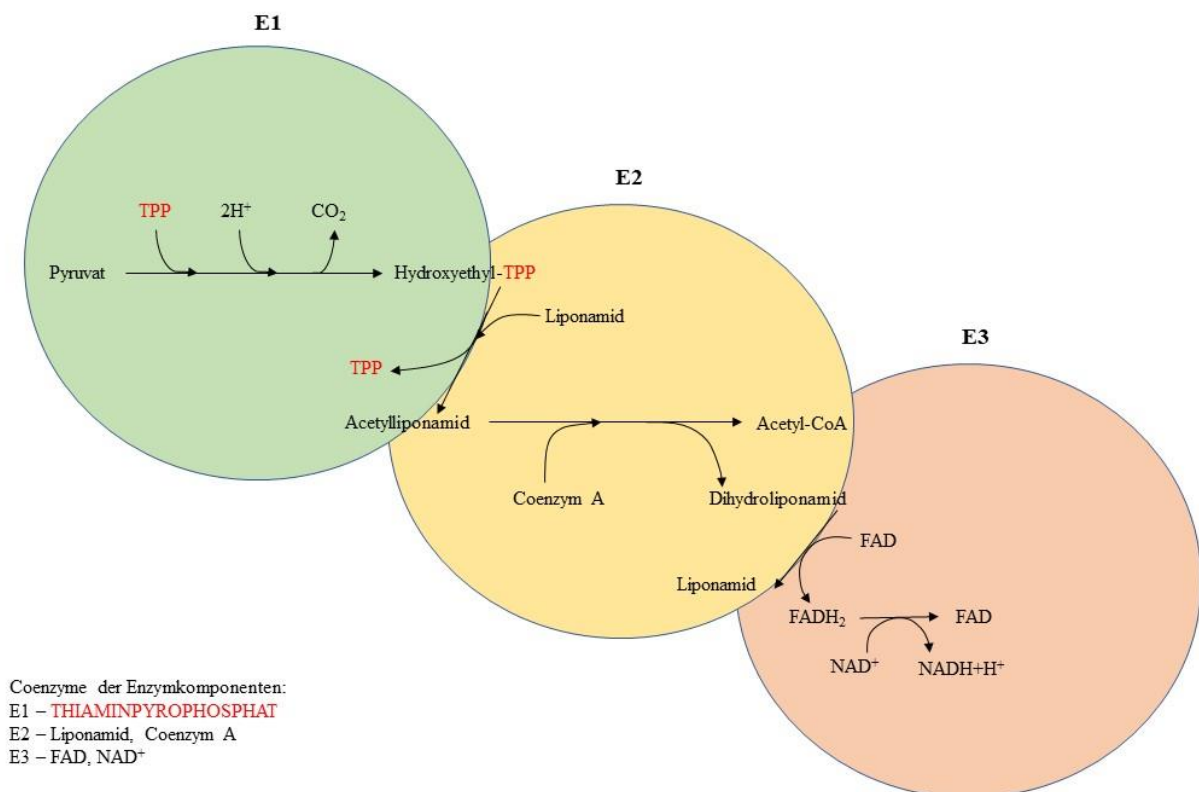 E1
E2
TPP 2H⁺ CO₂
Pyruvat Hydroxyethyl-TPP
Liponamid
E3
TPP
Acetylliponamid Acetyl-CoA
Coenzym A Dihydroliponamid
FAD
Liponamid
FADH₂ FAD
NAD⁺ NADH+H⁺
Coenzyme der Enzymkomponenten:
E1 – THIAMINPYROPHOSPHAT
E2 – Liponamid, Coenzym A
E3 – FAD, NAD⁺